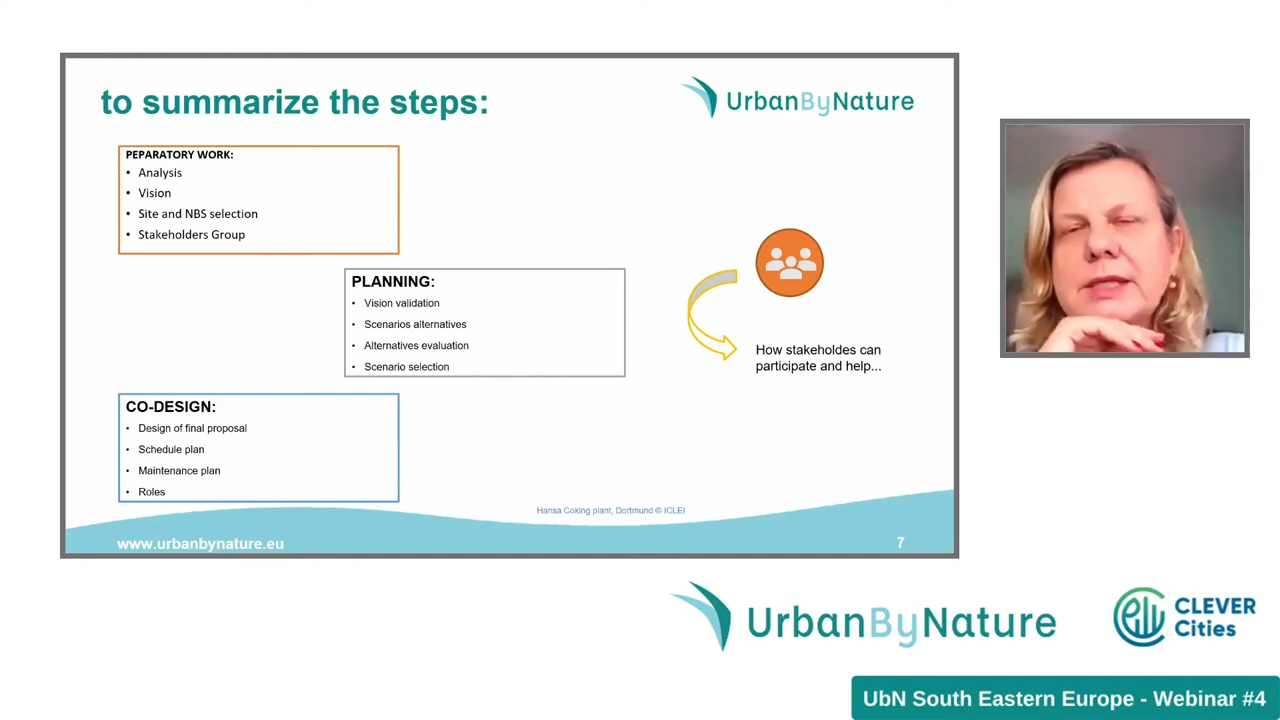 to summarize the steps:
UrbanByNature
PEPARATORY WORK:
• Analysis
• Vision
• Site and NBS selection
• Stakeholders Group
PLANNING:
• Vision validation
• Scenarios alternatives
• Alternatives evaluation
• Scenario selection
How stakeholdes can
participate and help...
CO-DESIGN:
• Design of final proposal
• Schedule plan
• Maintenance plan
• Roles
Hansa Coking plant, Dortmund © ICLEI
www.urbanbynature.eu
7
UrbanByNature
CLEVER
Cities
UbN South Eastern Europe - Webinar #4